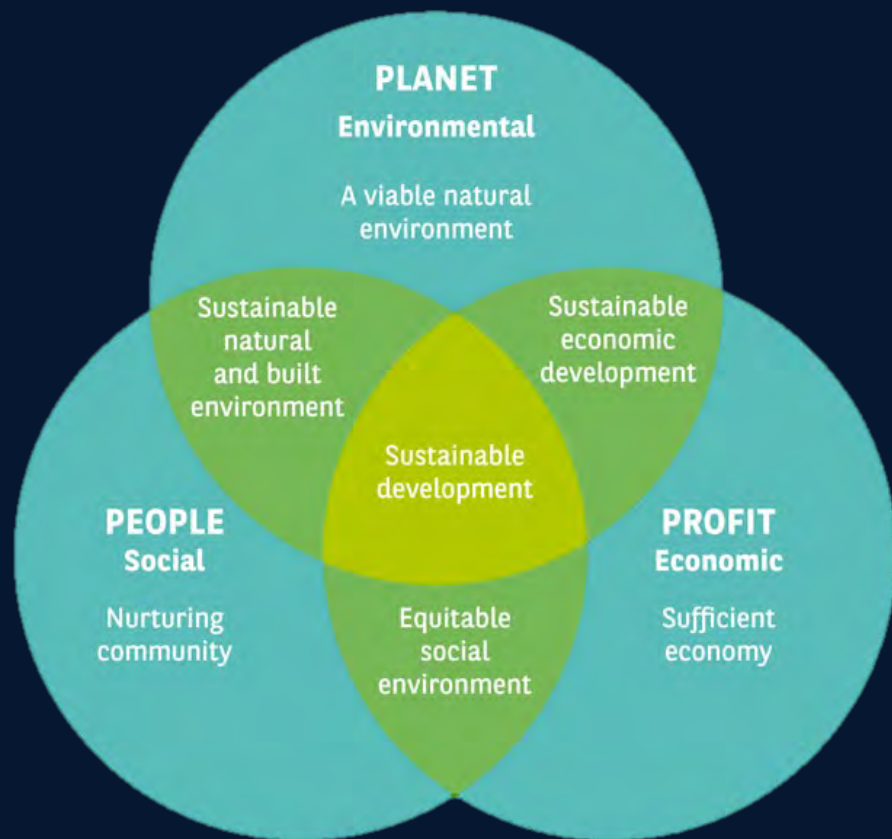 PLANET
Environmental
A viable natural
environment
Sustainable
natural
and built
environment
Sustainable
economic
development
Sustainable
development
PEOPLE
Social
Nurturing
community
PROFIT
Economic
Sufficient
economy
Equitable
social
environment